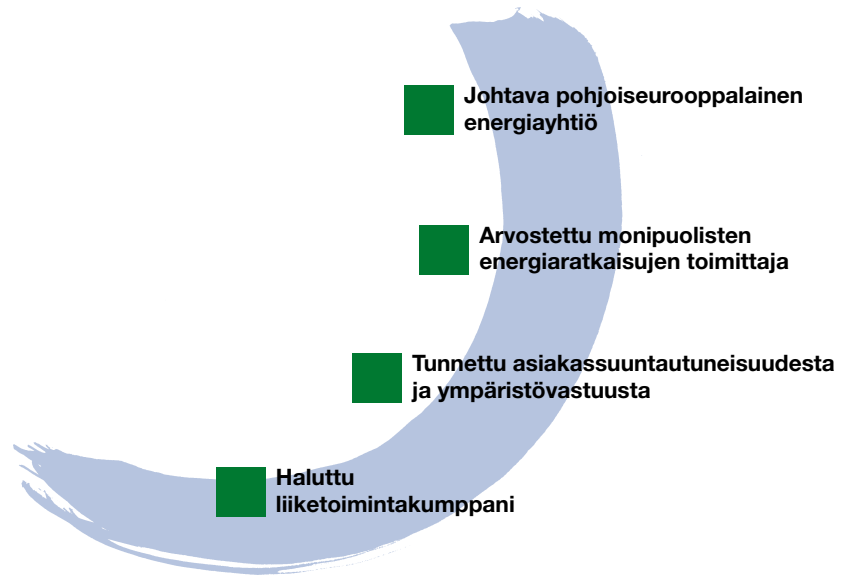 Johtava pohjoiseurooppalainen
energiayhtiö
Arvostettu monipuolisten
energiaratkaisujen toimittaja
Tunnettu asiakassuuntautuneisuudesta
ja ympäristövastuusta
Haluttu
liiketoimintakumppani